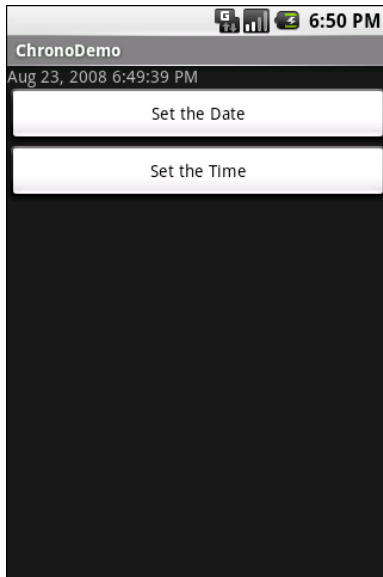 G 6:50 PM
ChronoDemo
Aug 23, 2008 6:49:39 PM
Set the Date
Set the Time